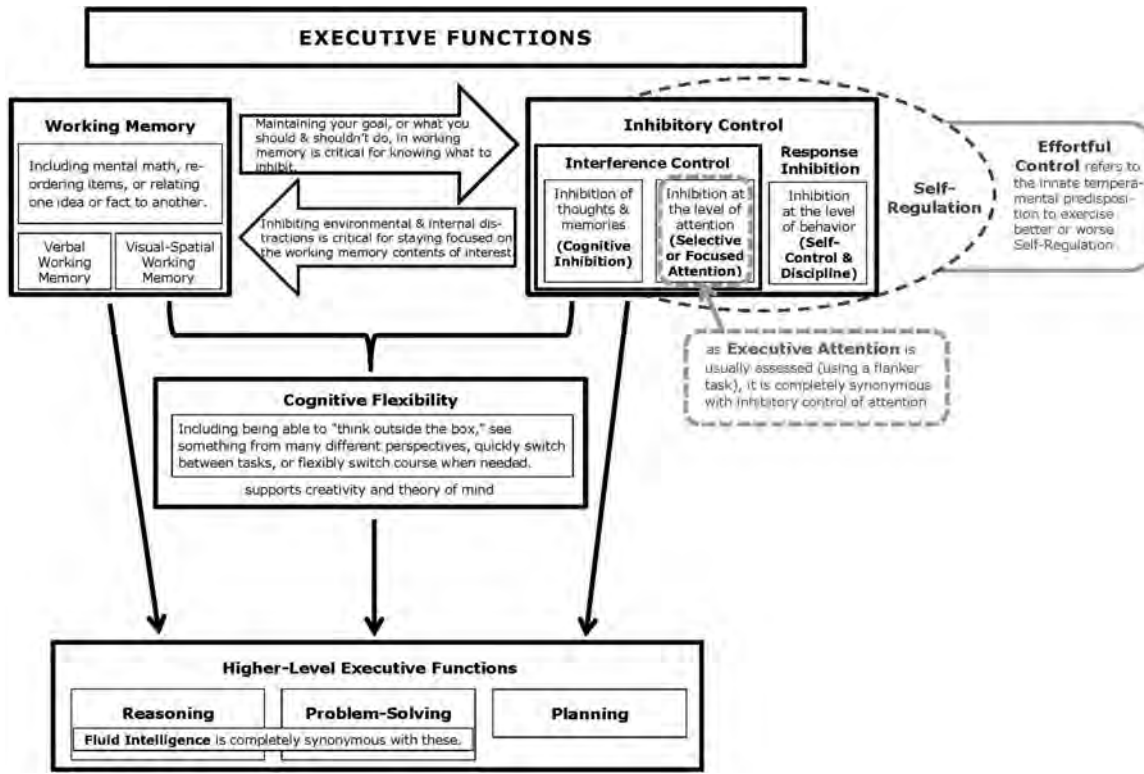 EXECUTIVE FUNCTIONS
Working Memory
Including mental math, re-
ordering items, or relating
one idea or fact to another.
Verbal
Working
Memory
Visual-Spatial
Working
Memory
Maintaining your goal, or what you
should & shouldn't do, in working
memory is critical for knowing what to
inhibit.
Inhibiting environmental & internal dis-
tractions is critical for staying focused on
the working memory contents of interest
Inhibitory Control
Interference Control
Inhibition of
thoughts &
memories
(Cognitive
Inhibition)
Inhibition at
the level of
attention
(Selective
or Focused
Attention)
Response
Inhibition
Inhibition
at the level
of behavior
(Self-
Control &
Discipline)
Self-
Regulation
Effortful
Control refers to
the innate tempera-
mental predispos-
ition to exercise
better or worse
Self-Regulation
as Executive Attention is
usually assessed (using a flanker
task), it is completely synonymous
with inhibitory control of attention
Cognitive Flexibility
Including being able to "think outside the box," see
something from many different perspectives, quickly switch
between tasks, or flexibly switch course when needed.
supports creativity and theory of mind
Higher-Level Executive Functions
Reasoning
Problem-Solving
Planning
Fluid Intelligence is completely synonymous with these.